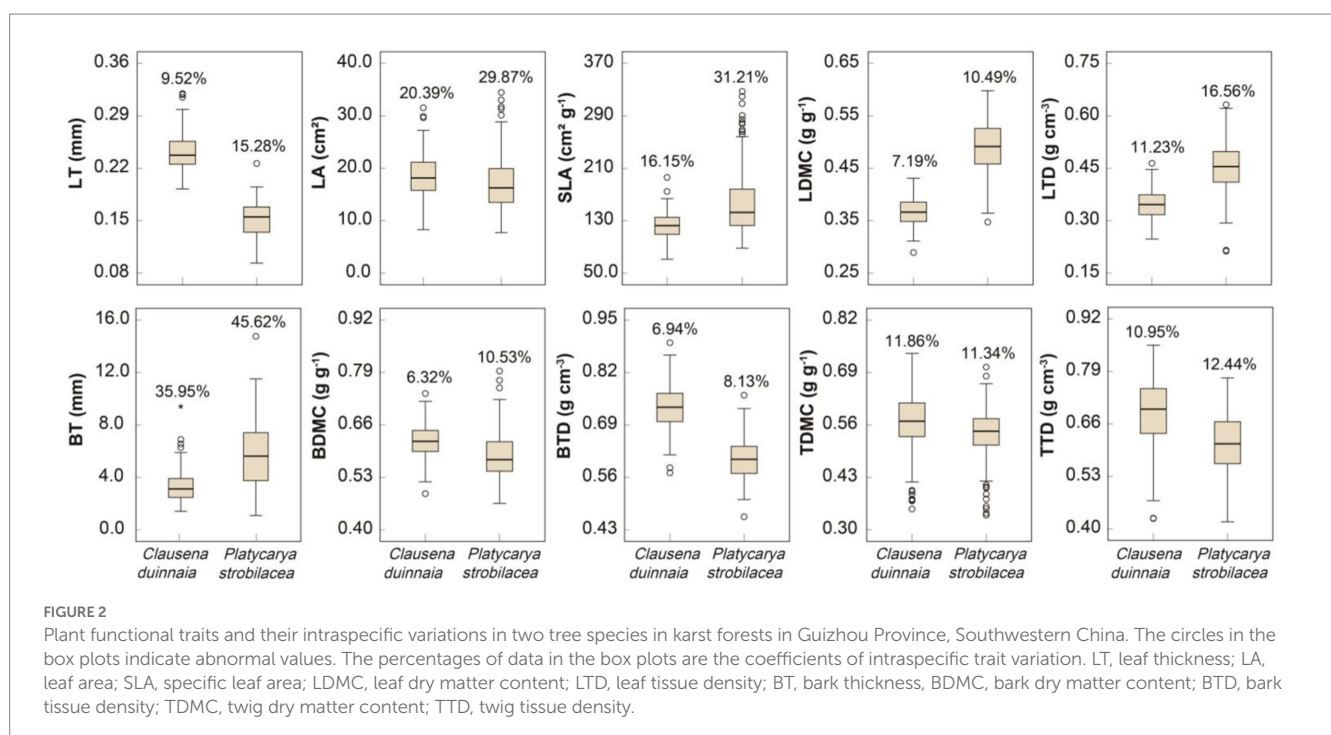 LT (mm)
0.36
0.29
0.22
0.15
0.08
9.52%
15.28%
LA (cm²)
40.0
30.0
20.0
10.0
0.0
20.39%
29.87%
SLA (cm² g⁻¹)
370
290
210
130
50.0
16.15%
31.21%
LDMC (g g⁻¹)
0.65
0.55
0.45
0.35
0.25
7.19%
10.49%
LTD (g cm⁻³)
0.75
0.60
0.45
0.30
0.15
11.23%
16.56%
BT (mm)
16.0
12.0
8.0
4.0
0.0
35.95%
45.62%
Clausena
duinnaia
Platycarya
strobilacea
BDMC (g g⁻¹)
0.92
0.79
0.66
0.53
0.40
6.32%
10.53%
Clausena
duinnaia
Platycarya
strobilacea
BTD (g cm⁻³)
0.95
0.82
0.69
0.56
0.43
6.94%
8.13%
Clausena
duinnaia
Platycarya
strobilacea
TDMC (g g⁻¹)
0.82
0.69
0.56
0.43
0.30
11.86%
11.34%
Clausena
duinnaia
Platycarya
strobilacea
TTD (g cm⁻³)
0.92
0.79
0.66
0.53
0.40
10.95%
12.44%
Clausena
duinnaia
Platycarya
strobilacea
FIGURE 2
Plant functional traits and their intraspecific variations in two tree species in karst forests in Guizhou Province, Southwestern China. The circles in the
box plots indicate abnormal values. The percentages of data in the box plots are the coefficients of intraspecific trait variation. LT, leaf thickness; LA,
leaf area; SLA, specific leaf area; LDMC, leaf dry matter content; LTD, leaf tissue density; BT, bark thickness, BDMC, bark dry matter content; BTD, bark
tissue density; TDMC, twig dry matter content; TTD, twig tissue density.